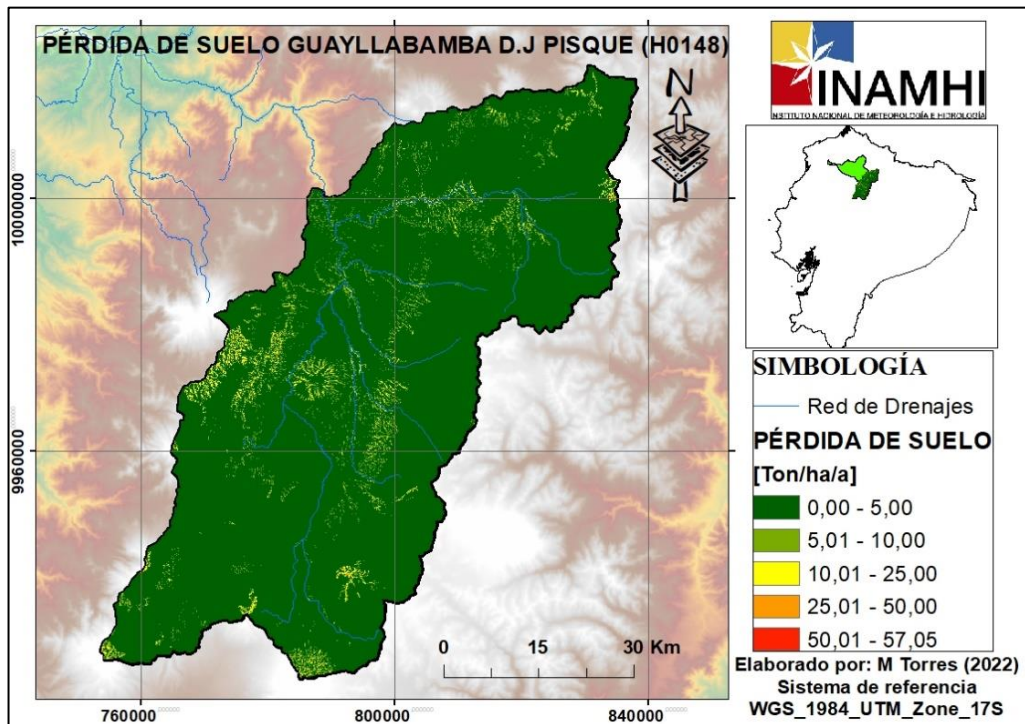 PÉRDIDA DE SUELO GUAYLLABAMBA D.J PISQUE (H0148)
N
INAMHI
INSTITUTO NACIONAL DE METEOROLOGÍA E HIDROLOGÍA
10000000
9960000
SIMBOLOGÍA
Red de Drenajes
PÉRDIDA DE SUELO
[Ton/ha/a]
0,00 - 5,00
5,01 - 10,00
10,01 - 25,00
25,01 - 50,00
50,01 - 57,05
0 15 30 Km
Elaborado por: M Torres (2022)
Sistema de referencia
WGS_1984_UTM_Zone_17S
760000 800000 840000